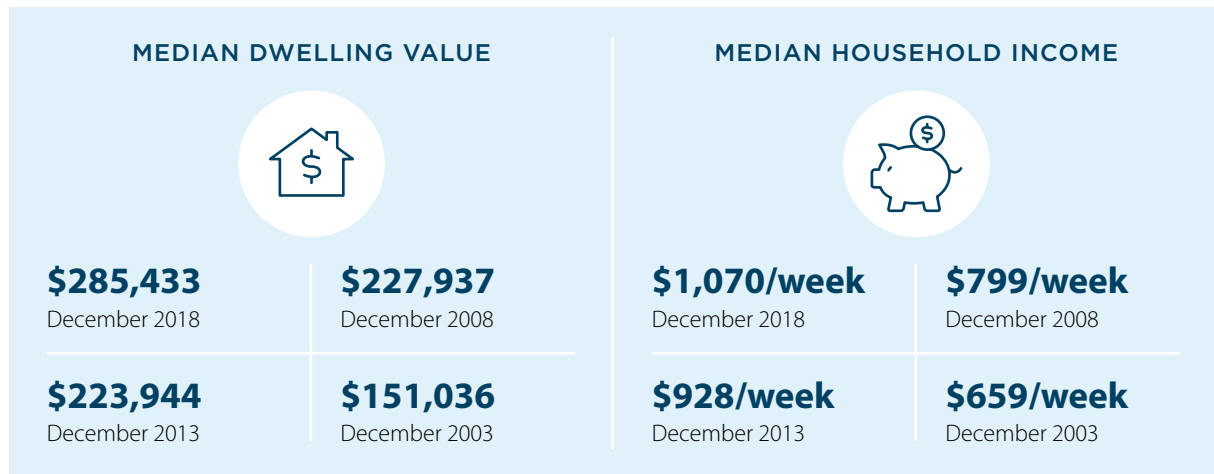 MEDIAN DWELLING VALUE
$
$285,433
December 2018
$227,937
December 2008
$223,944
December 2013
$151,036
December 2003
MEDIAN HOUSEHOLD INCOME
$
$1,070/week
December 2018
$799/week
December 2008
$928/week
December 2013
$659/week
December 2003